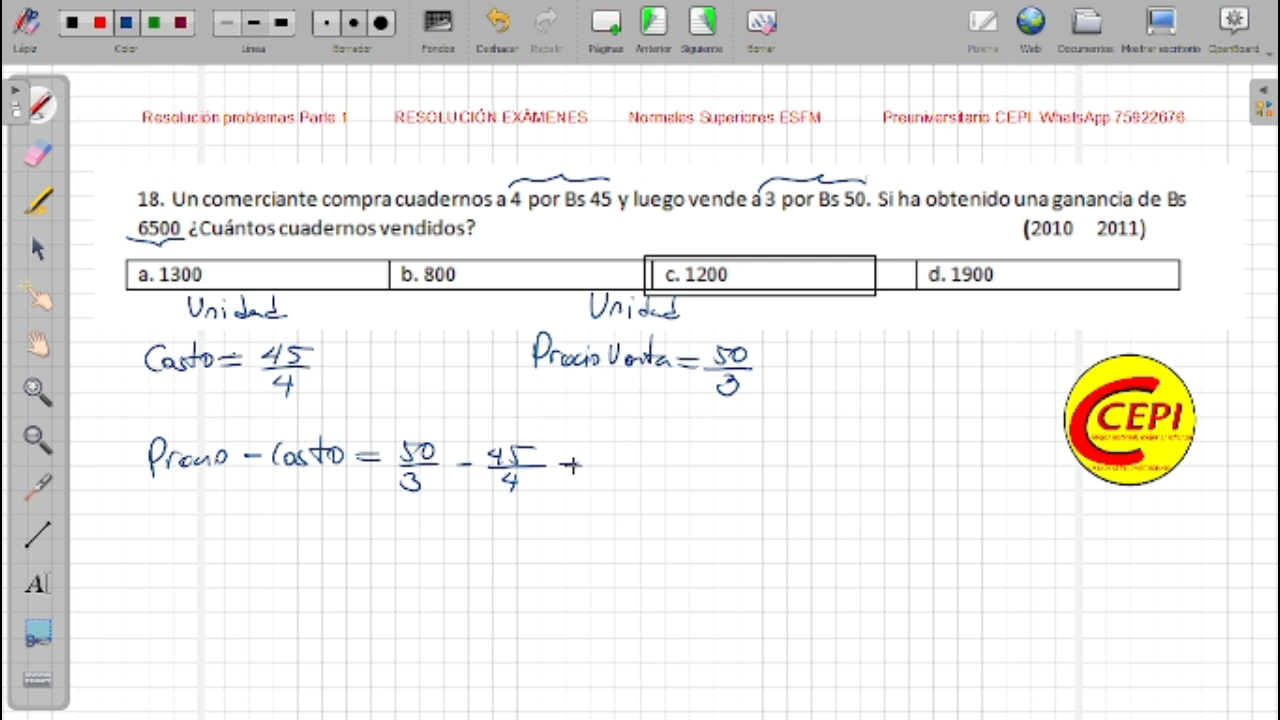 Lápiz Color Línea Borrador Fondos Deshacer Repetir Páginas Anterior Siguiente Borrar Pizarra Web Documentos Mostrar escritorio OpenBoard
Resolución problemas Parte 1 RESOLUCIÓN EXÁMENES Normales Superiores ESFM Preuniversitario CEPI WhatsApp 75922676
18. Un comerciante compra cuadernos a 4 por Bs 45 y luego vende a 3 por Bs 50. Si ha obtenido una ganancia de Bs
6500 ¿Cuántos cuadernos vendidos? (2010 2011)
a. 1300 b. 800 c. 1200 d. 1900
Unidad Unidad
Costo = 45/4 Precio Venta = 50/3
CEPI
Precio - Costo = 50/3 - 45/4
A